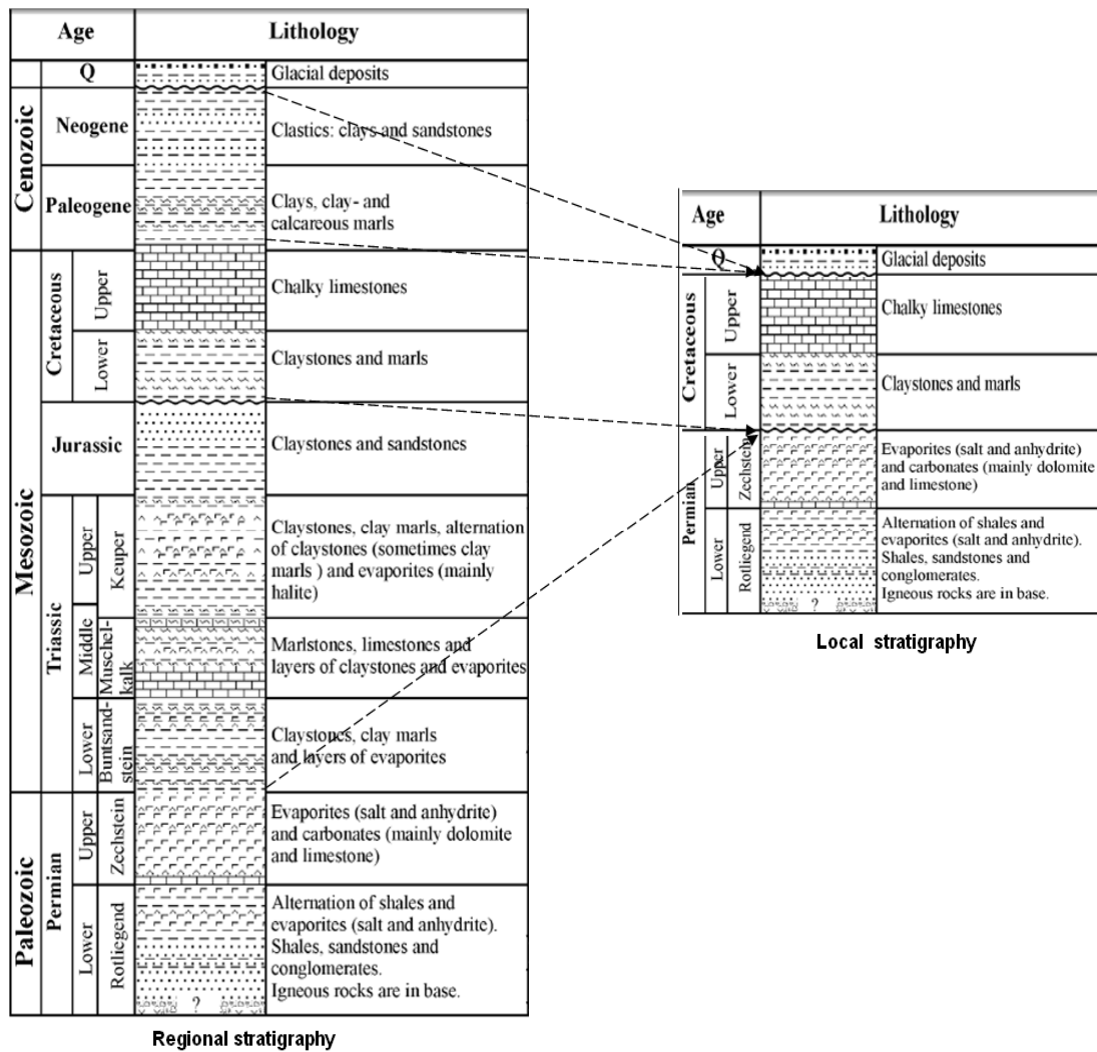 Age Lithology
Q Glacial deposits
Cenozoic
Neogene Clastics: clays and sandstones
Paleogene Clays, clay- and
calcareous marls
Mesozoic
Cretaceous
Upper Chalky limestones
Lower Claystones and marls
Jurassic Claystones and sandstones
Triassic
Upper Keuper
Claystones, clay marls, alternation
of claystones (sometimes clay
marls ) and evaporites (mainly
halite)
Middle Muschel-
kalk
Marlstones, limestones and
layers of claystones and evaporites
Lower Buntsand-
stein
Claystones, clay marls
and layers of evaporites
Paleozoic
Permian
Upper Zechstein
Evaporites (salt and anhydrite)
and carbonates (mainly dolomite
and limestone)
Lower Rotliegend
Alternation of shales and
evaporites (salt and anhydrite).
Shales, sandstones and
conglomerates.
Igneous rocks are in base.
?
Regional stratigraphy
Age Lithology
Q Glacial deposits
Cretaceous
Upper Chalky limestones
Lower Claystones and marls
Permian
Upper Zechstein
Evaporites (salt and anhydrite)
and carbonates (mainly dolomite
and limestone)
Lower Rotliegend
Alternation of shales and
evaporites (salt and anhydrite).
Shales, sandstones and
conglomerates.
Igneous rocks are in base.
?
Local stratigraphy